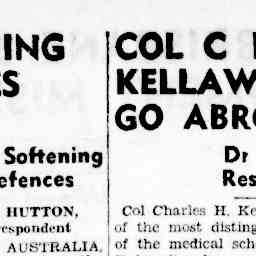 ING
ES
Softening
efences
HUTTON,
respondent
AUSTRALIA,
COL C
KELLAW
GO ABRO
Dr
Res
Col Charles H. Ke
of the most disting
of the medical sch